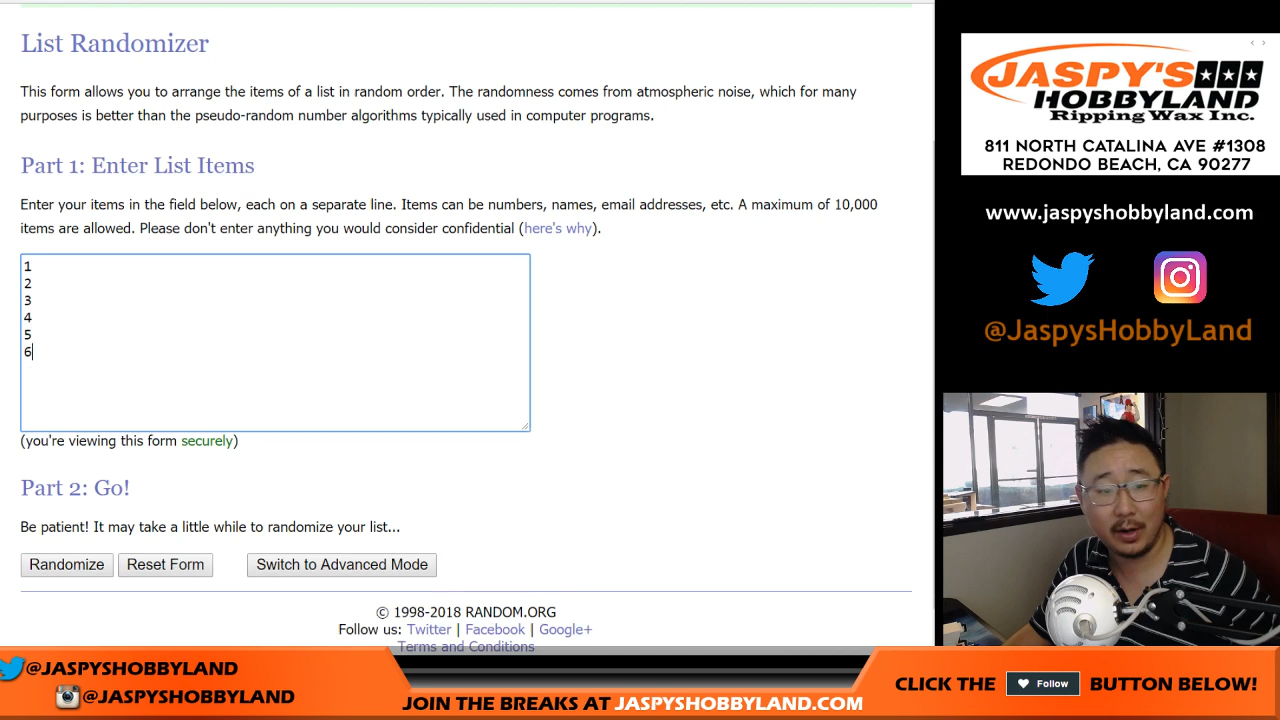 List Randomizer
This form allows you to arrange the items of a list in random order. The randomness comes from atmospheric noise, which for many
purposes is better than the pseudo-random number algorithms typically used in computer programs.
Part 1: Enter List Items
Enter your items in the field below, each on a separate line. Items can be numbers, names, email addresses, etc. A maximum of 10,000
items are allowed. Please don't enter anything you would consider confidential (here's why).
1
2
3
4
5
6
(you're viewing this form securely)
Part 2: Go!
Be patient! It may take a little while to randomize your list...
Randomize Reset Form Switch to Advanced Mode
© 1998-2018 RANDOM.ORG
Follow us: Twitter | Facebook | Google+
Terms and Conditions
JASPY'S
HOBBYLAND
Ripping Wax Inc.
811 NORTH CATALINA AVE #1308
REDONDO BEACH, CA 90277
www.jaspyshobbyland.com
@JaspysHobbyLand
@JASPYSHOBBYLAND
@JASPYSHOBBYLAND
JOIN THE BREAKS AT JASPYSHOBBYLAND.COM
CLICK THE Follow BUTTON BELOW!